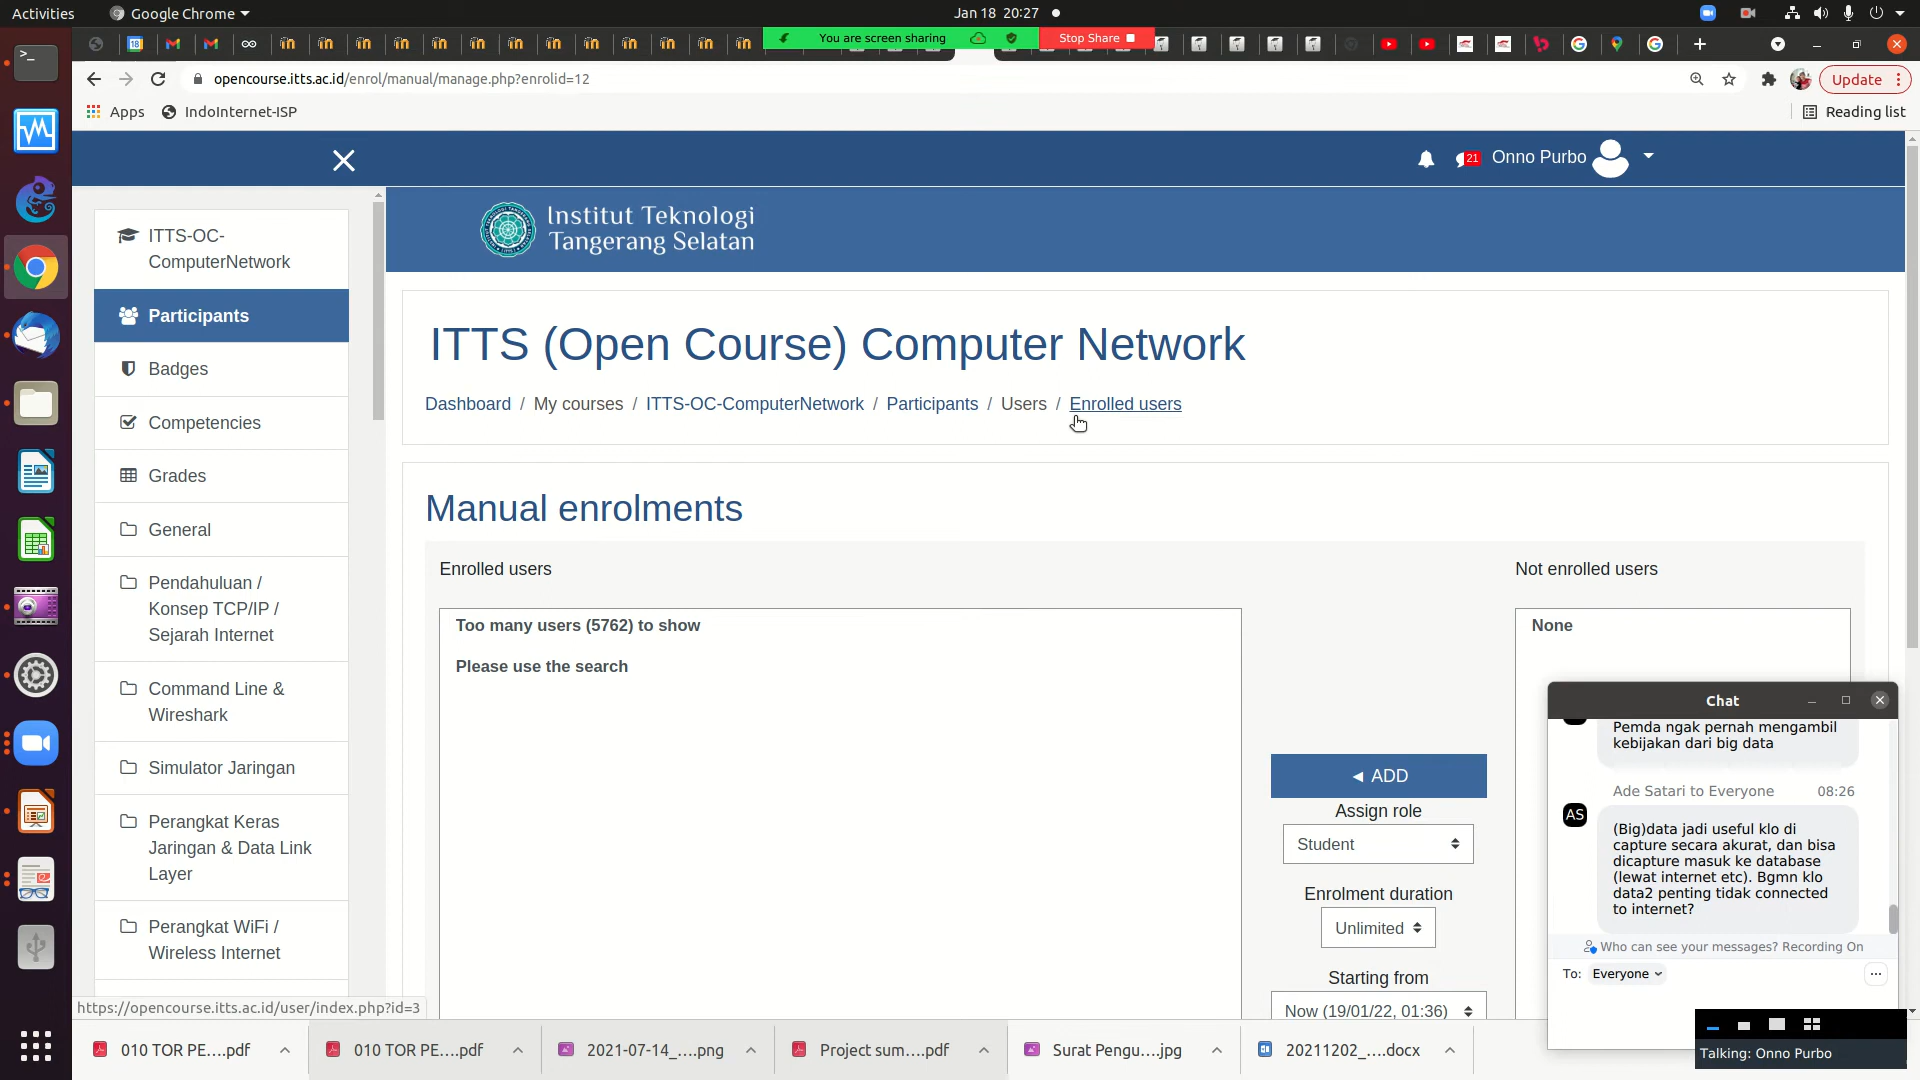 Activities
Google Chrome
Jan 18 20:27
18
You are screen sharing
Stop Share
opencourse.itts.ac.id/enrol/manual/manage.php?enrolid=12
Update
Apps
IndoInternet-ISP
Reading list
21
Onno Purbo
Institut Teknologi
Tangerang Selatan
ITTS-OC-
ComputerNetwork
Participants
Badges
Competencies
Grades
General
Pendahuluan /
Konsep TCP/IP /
Sejarah Internet
Command Line &
Wireshark
Simulator Jaringan
Perangkat Keras
Jaringan & Data Link
Layer
Perangkat WiFi /
Wireless Internet
ITTS (Open Course) Computer Network
Dashboard / My courses / ITTS-OC-ComputerNetwork / Participants / Users / Enrolled users
Manual enrolments
Enrolled users
Too many users (5762) to show
Please use the search
◄ ADD
Assign role
Student
Enrolment duration
Unlimited
Starting from
Now (19/01/22, 01:36)
Not enrolled users
None
Chat
Pemda ngak pernah mengambil
kebijakan dari big data
Ade Satari to Everyone 08:26
AS
(Big)data jadi useful klo di
capture secara akurat, dan bisa
dicapture masuk ke database
(lewat internet etc). Bgmn klo
data2 penting tidak connected
to internet?
Who can see your messages? Recording On
To: Everyone
Talking: Onno Purbo
https://opencourse.itts.ac.id/user/index.php?id=3
010 TOR PE....pdf
010 TOR PE....pdf
2021-07-14_....png
Project sum....pdf
Surat Pengu....jpg
20211202_....docx